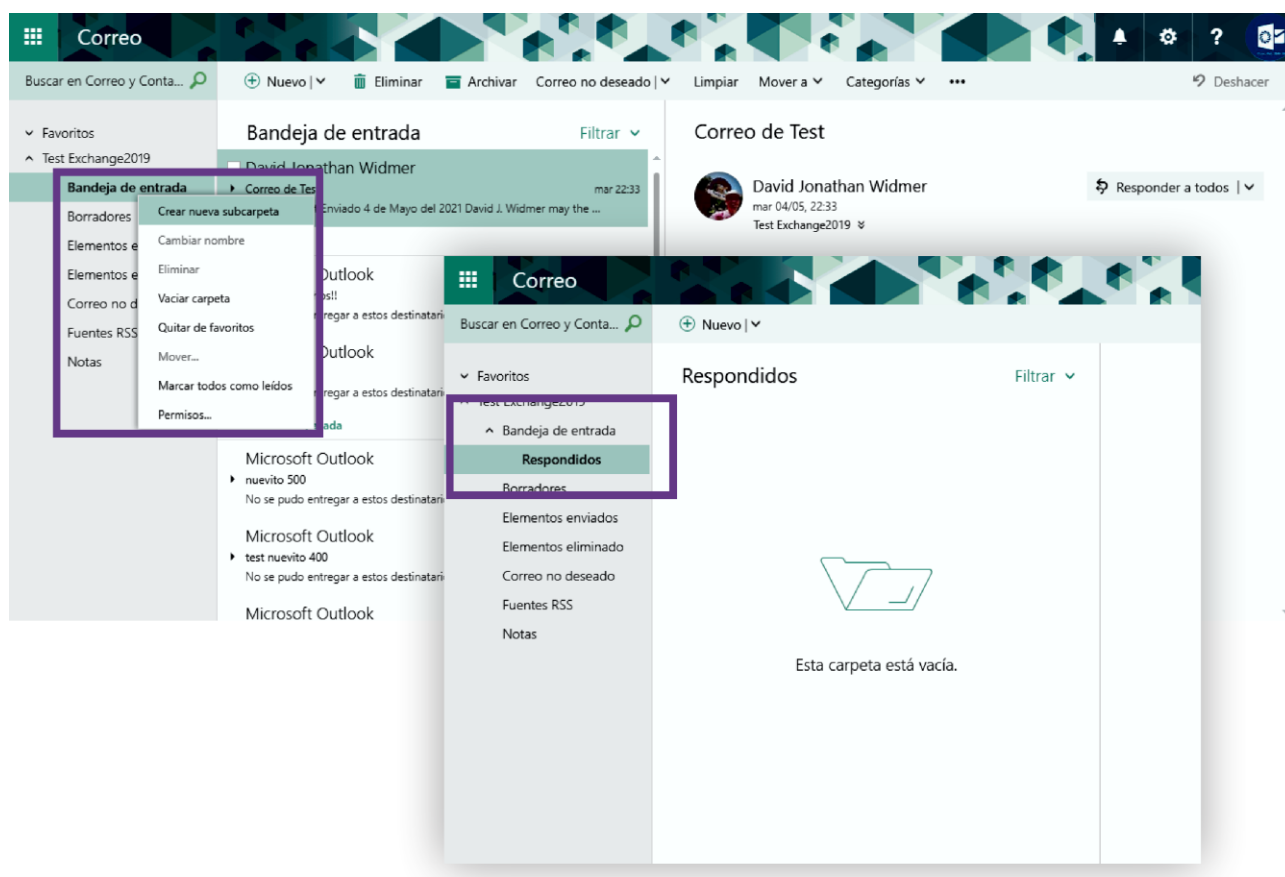 Correo
Buscar en Correo y Conta...
Nuevo
Eliminar
Archivar
Correo no deseado
Limpiar
Mover a
Categorías
Deshacer
Favoritos
Test Exchange2019
Bandeja de entrada
Borradores
Elementos e
Elementos e
Correo no d
Fuentes RSS
Notas
Crear nueva subcarpeta
Cambiar nombre
Eliminar
Vaciar carpeta
Quitar de favoritos
Mover...
Marcar todos como leídos
Permisos...
Bandeja de entrada
Filtrar
David Jonathan Widmer
Correo de Tes
mar 22:33
Enviado 4 de Mayo del 2021 David J. Widmer may the ...
Outlook
os!!
regar a estos destinatari
Outlook
regar a estos destinatari
ada
Microsoft Outlook
nuevito 500
No se pudo entregar a estos destinatari
Microsoft Outlook
test nuevito 400
No se pudo entregar a estos destinatari
Microsoft Outlook
Correo de Test
David Jonathan Widmer
mar 04/05, 22:33
Test Exchange2019
Responder a todos
Correo
Buscar en Correo y Conta...
Nuevo
Favoritos
Test Exchange2019
Bandeja de entrada
Respondidos
Borradores
Elementos enviados
Elementos eliminado
Correo no deseado
Fuentes RSS
Notas
Respondidos
Filtrar
Esta carpeta está vacía.